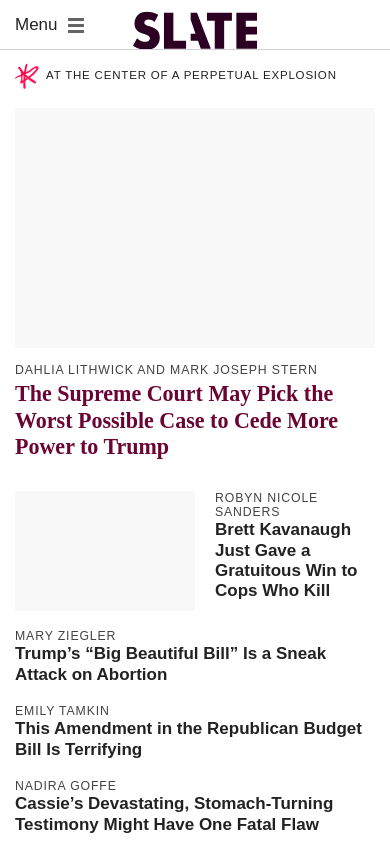 Menu
SLATE
AT THE CENTER OF A PERPETUAL EXPLOSION
DAHLIA LITHWICK AND MARK JOSEPH STERN
The Supreme Court May Pick the
Worst Possible Case to Cede More
Power to Trump
ROBYN NICOLE
SANDERS
Brett Kavanaugh
Just Gave a
Gratuitous Win to
Cops Who Kill
MARY ZIEGLER
Trump’s “Big Beautiful Bill” Is a Sneak
Attack on Abortion
EMILY TAMKIN
This Amendment in the Republican Budget
Bill Is Terrifying
NADIRA GOFFE
Cassie’s Devastating, Stomach-Turning
Testimony Might Have One Fatal Flaw